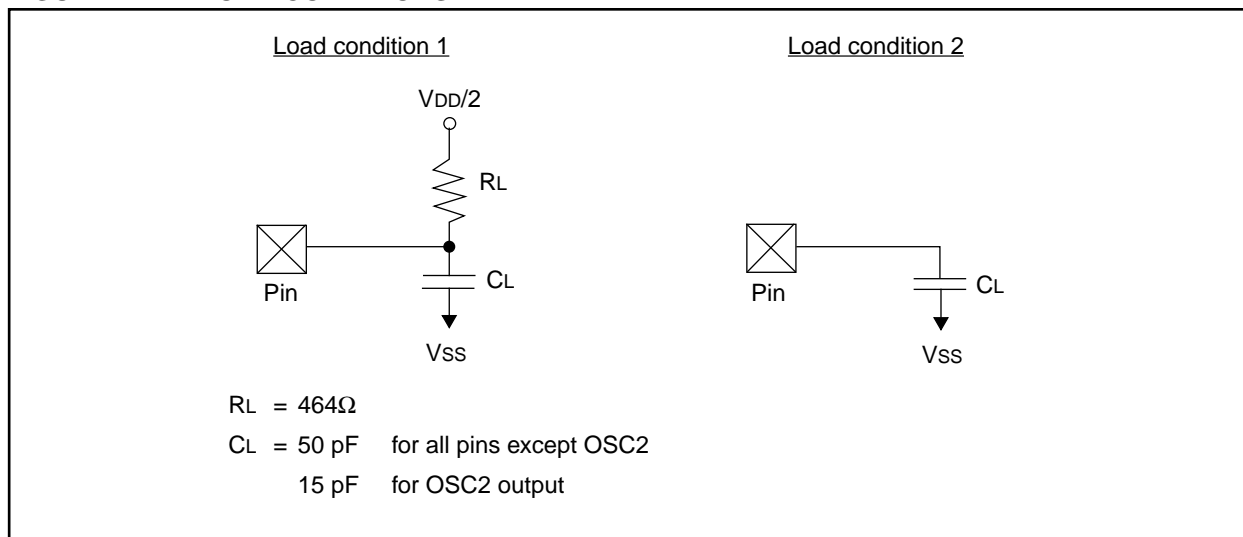 Load condition 1
Load condition 2
VDD/2
RL
Pin
CL
VSS
Pin
CL
VSS
RL = 464Ω
CL = 50 pF for all pins except OSC2
15 pF for OSC2 output